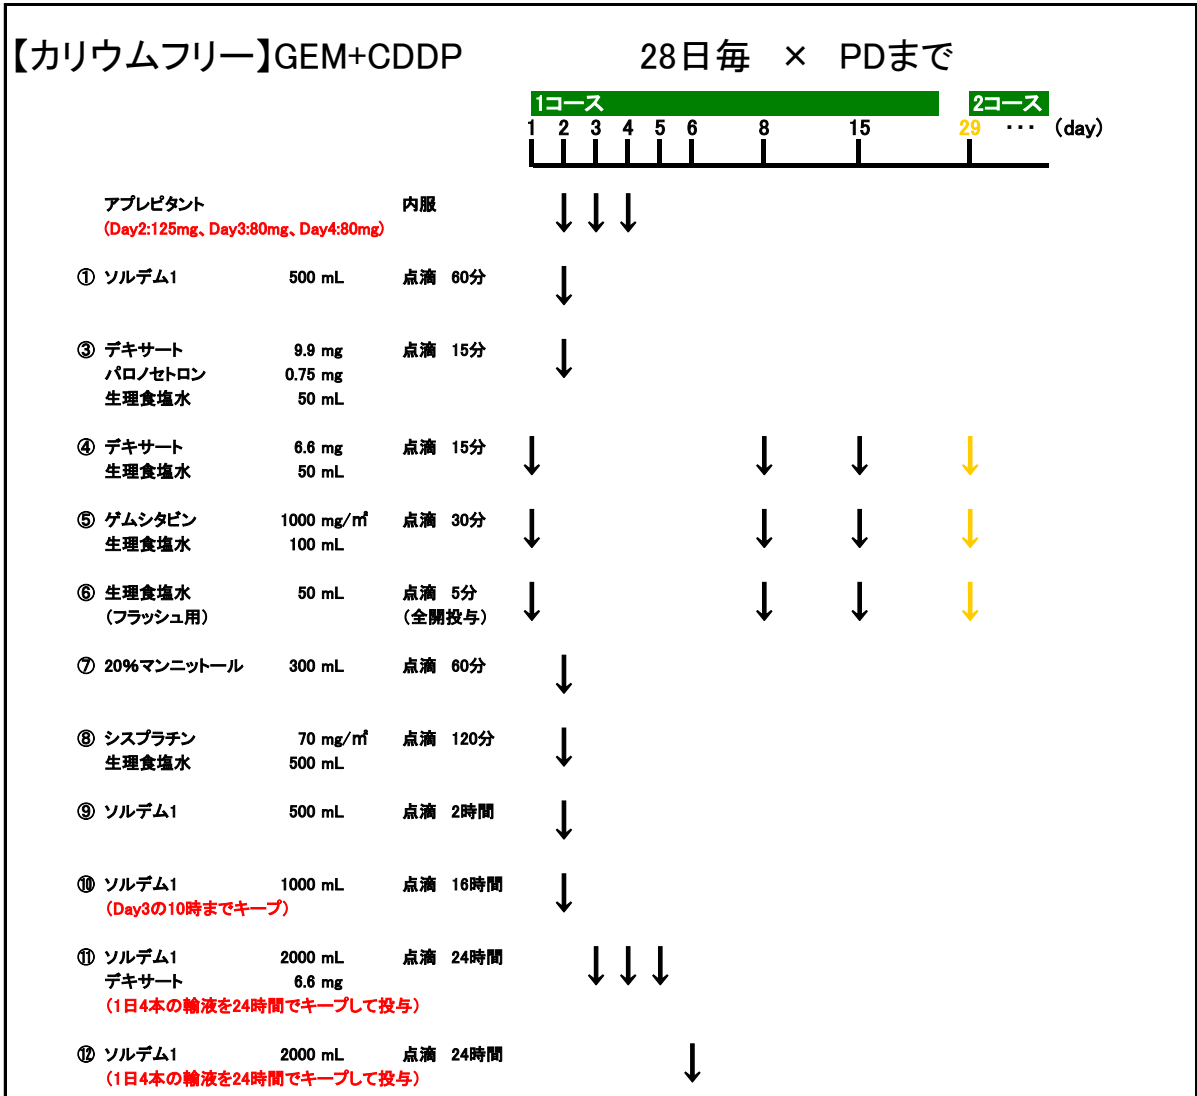 【カリウムフリー】GEM+CDDP 28日毎 × PDまで
1コース 2コース
1 2 3 4 5 6 8 15 29 ・・・ (day)
アプレピタント 内服
(Day2:125mg、Day3:80mg、Day4:80mg)
① ソルデム1 500 mL 点滴 60分
③ デキサート 9.9 mg 点滴 15分
パロノセトロン 0.75 mg
生理食塩水 50 mL
④ デキサート 6.6 mg 点滴 15分
生理食塩水 50 mL
⑤ ゲムシタビン 1000 mg/㎡ 点滴 30分
生理食塩水 100 mL
⑥ 生理食塩水 50 mL 点滴 5分
(フラッシュ用) (全開投与)
⑦ 20%マンニットール 300 mL 点滴 60分
⑧ シスプラチン 70 mg/㎡ 点滴 120分
生理食塩水 500 mL
⑨ ソルデム1 500 mL 点滴 2時間
⑩ ソルデム1 1000 mL 点滴 16時間
(Day3の10時までキープ)
⑪ ソルデム1 2000 mL 点滴 24時間
デキサート 6.6 mg
(1日4本の輸液を24時間でキープして投与)
⑫ ソルデム1 2000 mL 点滴 24時間
(1日4本の輸液を24時間でキープして投与)